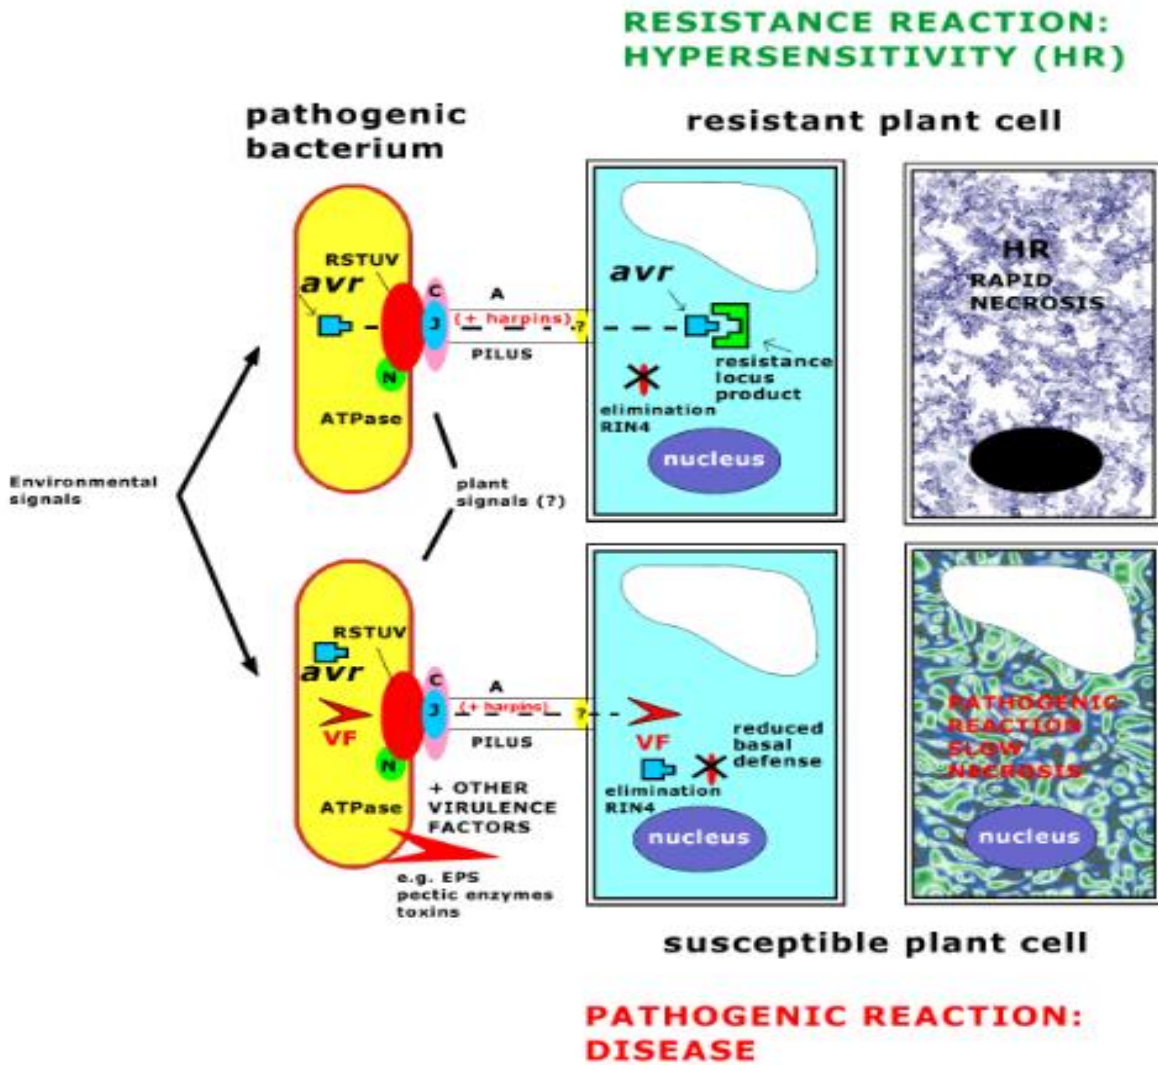 RESISTANCE REACTION:
HYPERSENSITIVITY (HR)
pathogenic
bacterium
resistant plant cell
RSTUV
avr
C
J
A
(+ harpins)
?
PILUS
N
ATPase
avr
resistance
locus
product
elimination
RIN4
nucleus
HR
RAPID
NECROSIS
Environmental
signals
plant
signals (?)
RSTUV
avr
VF
C
J
A
(+ harpins)
?
PILUS
N
ATPase
+ OTHER
VIRULENCE
FACTORS
e.g. EPS
pectic enzymes
toxins
VF
reduced
basal
defense
elimination
RIN4
nucleus
PATHOGENIC
REACTION
SLOW
NECROSIS
nucleus
susceptible plant cell
PATHOGENIC REACTION:
DISEASE